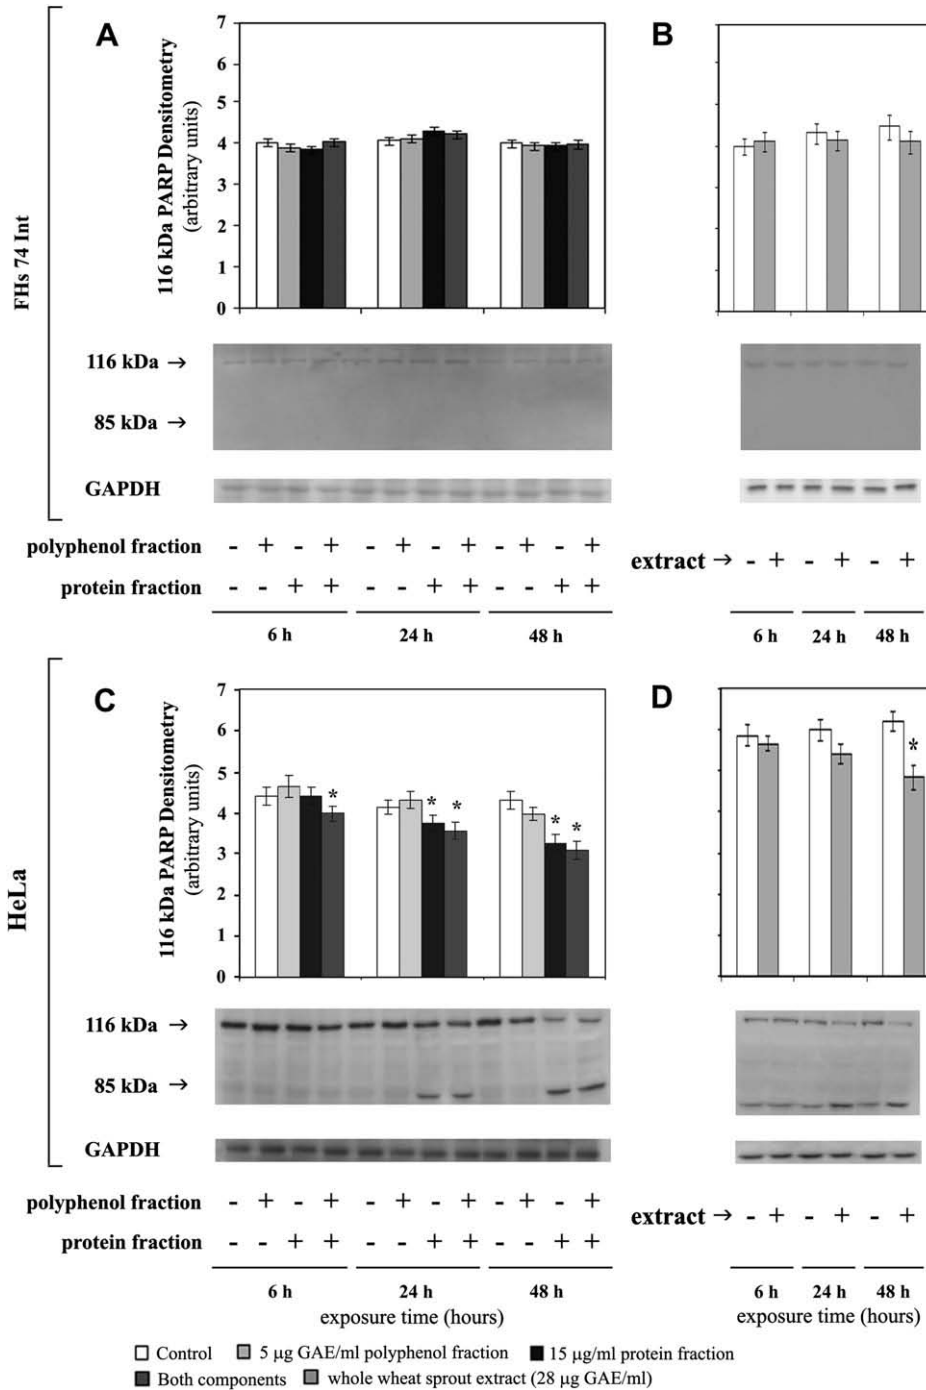 A
B
7
6
5
4
3
2
1
0
116 kDa PARP Densitometry
(arbitrary units)
FHs 74 Int
116 kDa →
85 kDa →
GAPDH
polyphenol fraction - + - + - + - + - + - +
protein fraction - - + + - - + + - - + +
6 h 24 h 48 h
extract → - + - + - +
6 h 24 h 48 h
C
D
7
6
5
4
3
2
1
0
116 kDa PARP Densitometry
(arbitrary units)
* * * * *
*
HeLa
116 kDa →
85 kDa →
GAPDH
polyphenol fraction - + - + - + - + - + - +
protein fraction - - + + - - + + - - + +
6 h 24 h 48 h
exposure time (hours)
extract → - + - + - +
6 h 24 h 48 h
Control 5 μg GAE/ml polyphenol fraction 15 μg/ml protein fraction
Both components whole wheat sprout extract (28 μg GAE/ml)